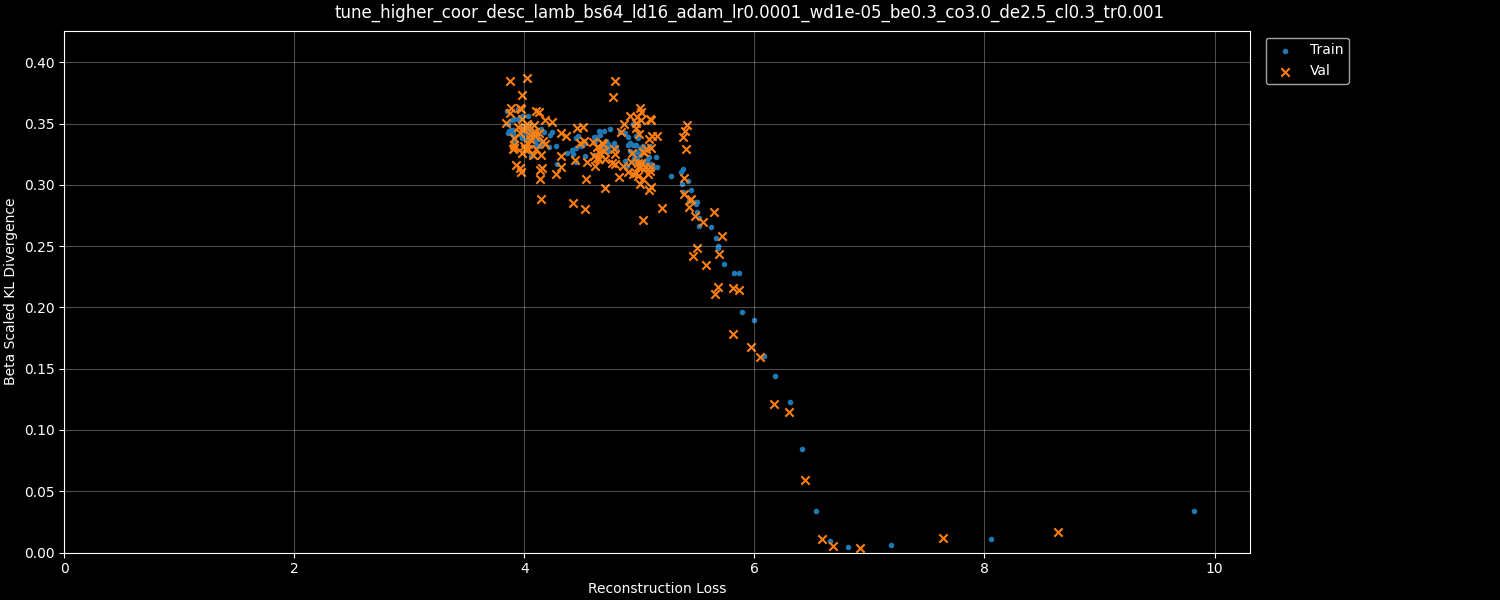 tune_higher_coor_desc_lamb_bs64_ld16_adam_lr0.0001_wd1e-05_be0.3_co3.0_de2.5_cl0.3_tr0.001
Train
Val
Beta Scaled KL Divergence
0.40
0.35
0.30
0.25
0.20
0.15
0.10
0.05
0.00
0 2 4 6 8 10
Reconstruction Loss